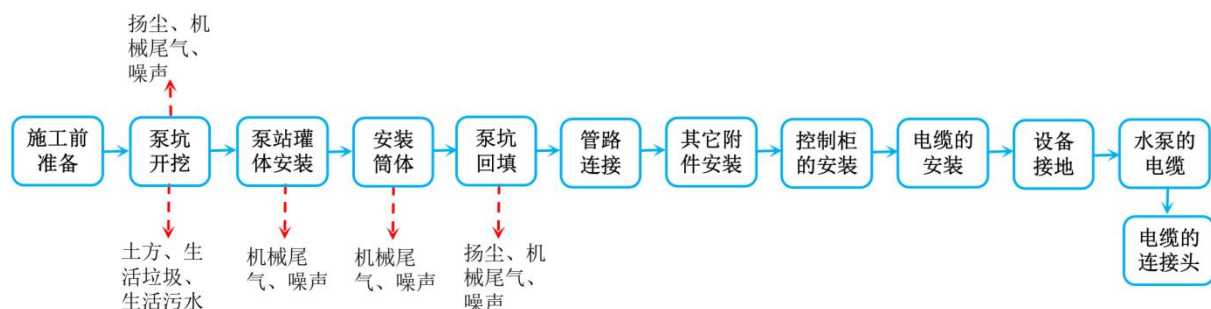 扬尘、机
械尾气、
噪声
施工前
准备
泵坑
开挖
泵站罐
体安装
安装
筒体
泵坑
回填
管路
连接
其它附
件安装
控制柜
的安装
电缆的
安装
设备
接地
水泵的
电缆
土方、生
活垃圾、
生活污水
机械尾
气、噪声
机械尾
气、噪声
扬尘、机
械尾气、
噪声
电缆的
连接头